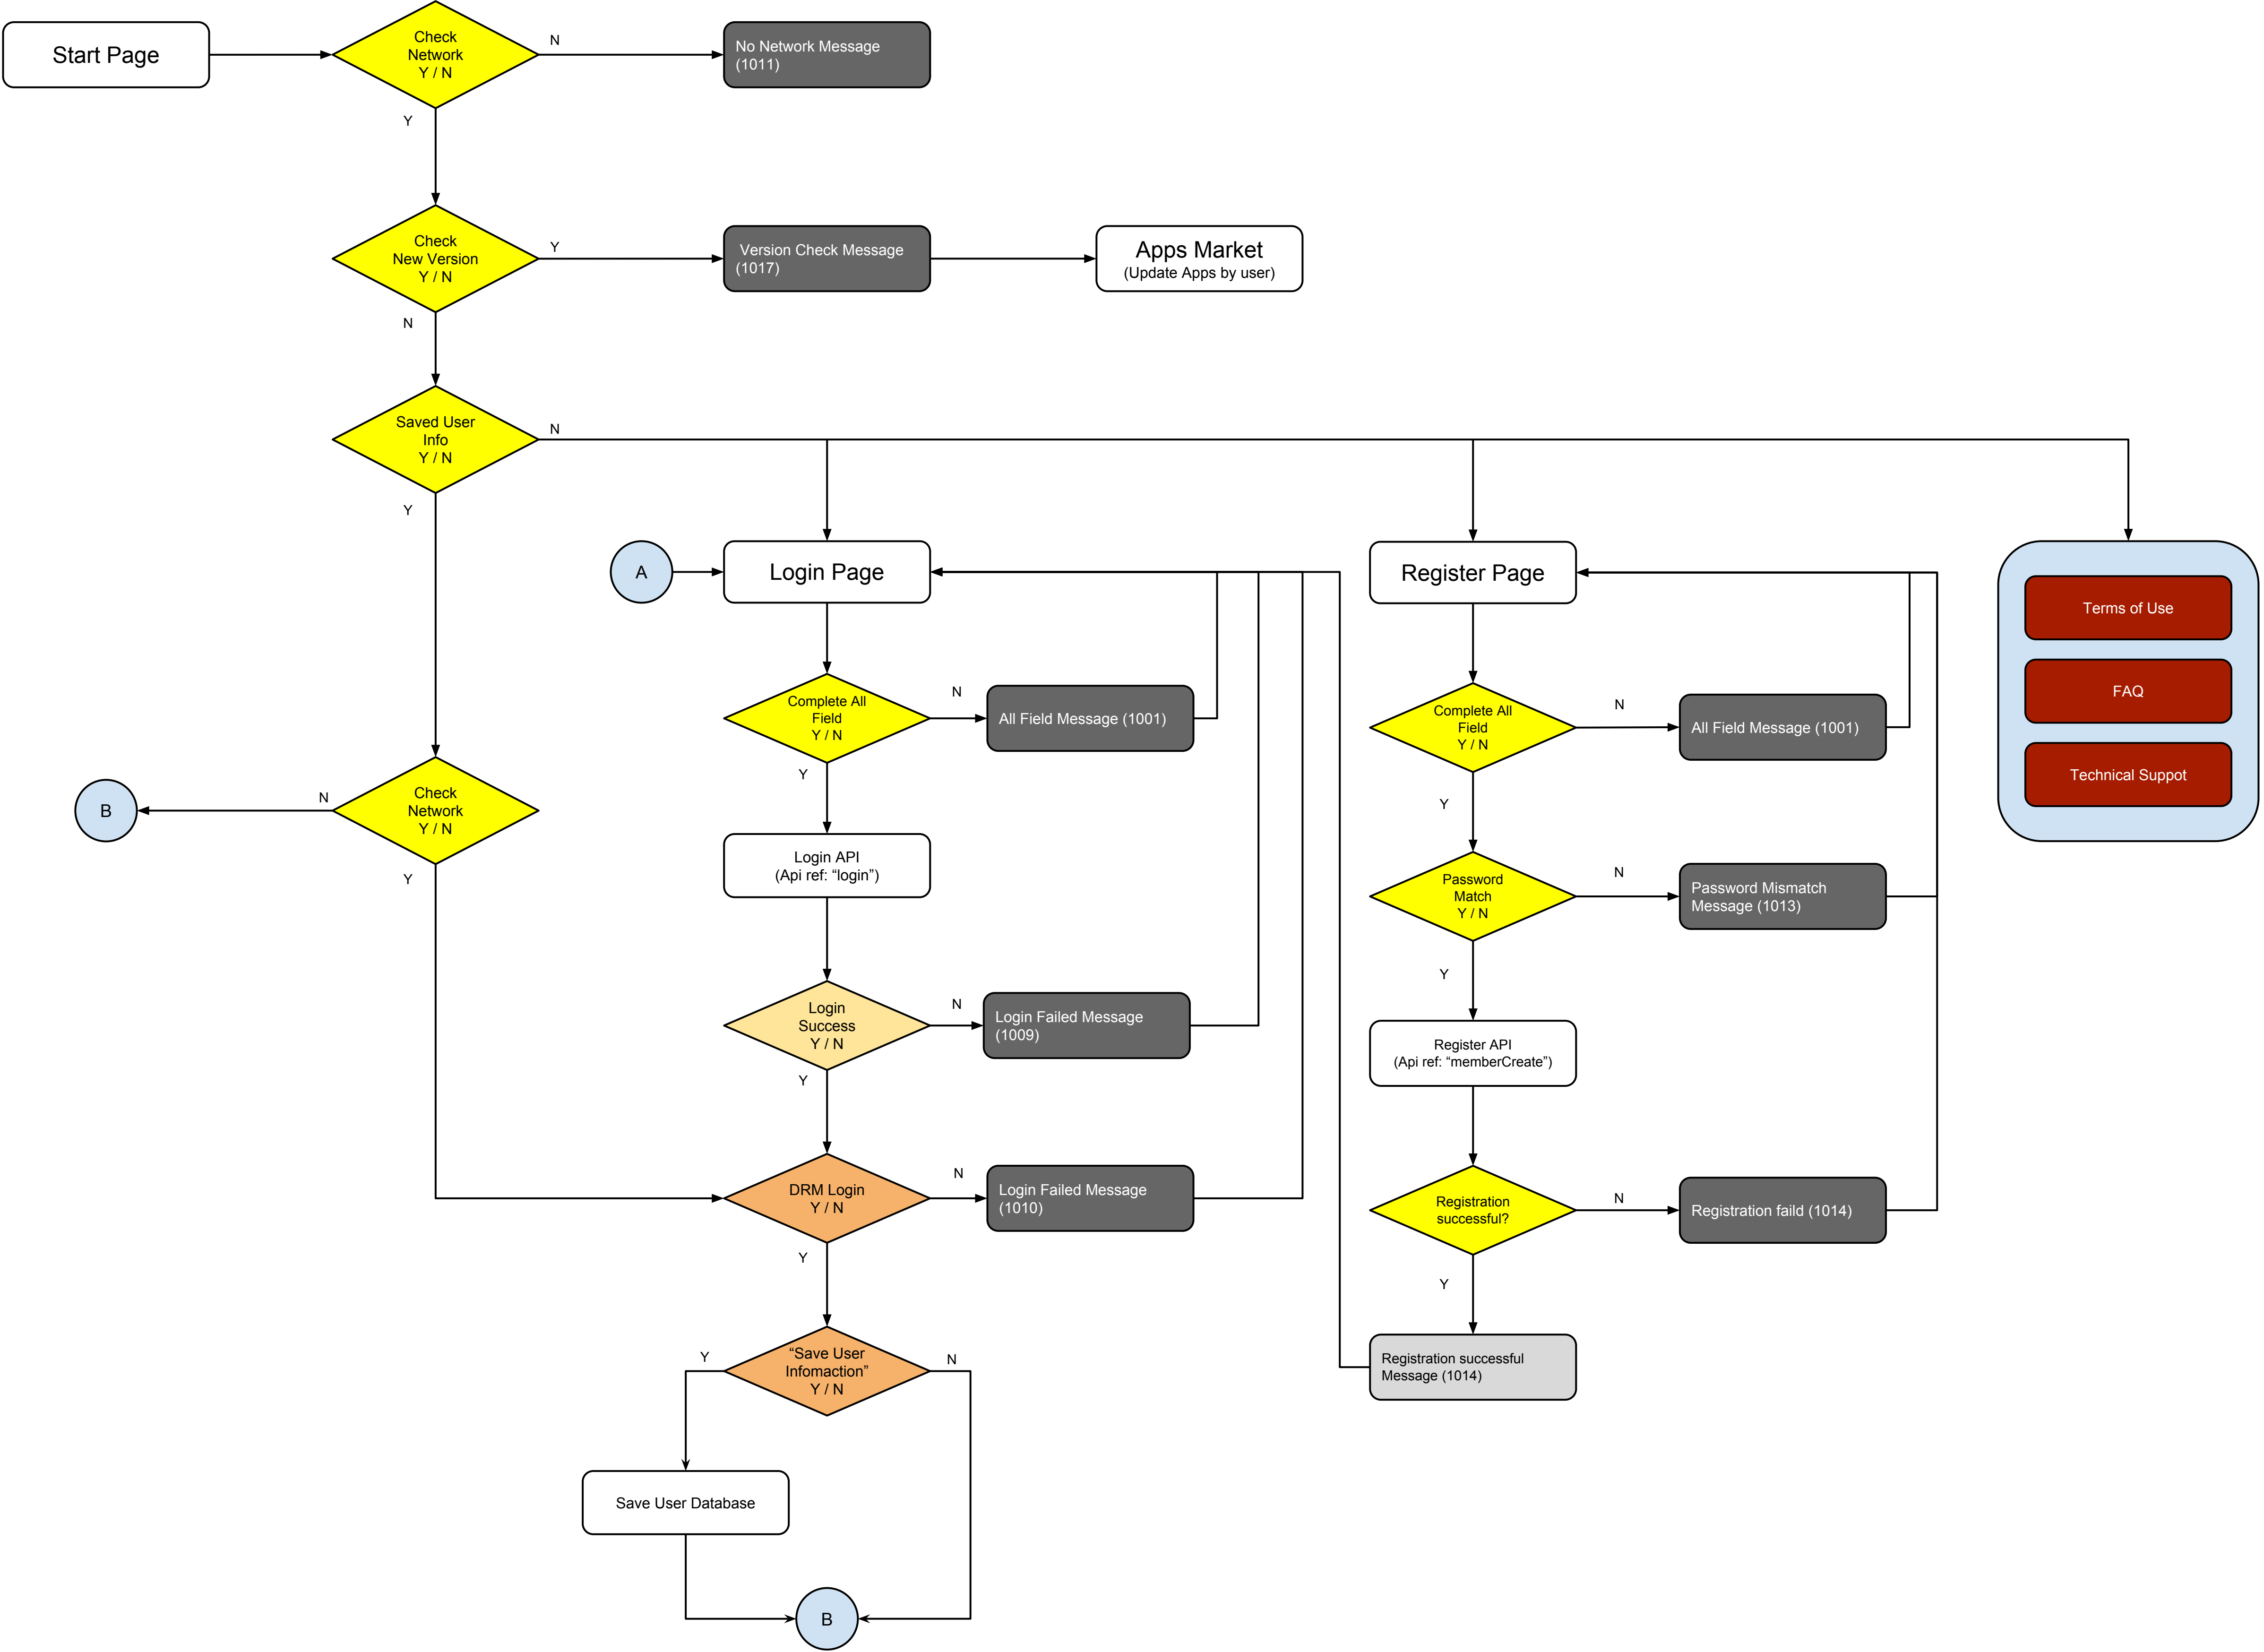 Start Page
Check
Network
Y / N
N
No Network Message
(1011)
Y
Check
New Version
Y / N
Y
Version Check Message
(1017)
Apps Market
(Update Apps by user)
N
Saved User
Info
Y / N
N
Y
A
Login Page
Register Page
Terms of Use
FAQ
Technical Suppot
Complete All
Field
Y / N
N
All Field Message (1001)
Y
Complete All
Field
Y / N
N
All Field Message (1001)
Y
B
N
Check
Network
Y / N
Y
Login API
(Api ref: “login”)
Password
Match
Y / N
N
Password Mismatch
Message (1013)
Y
Login
Success
Y / N
N
Login Failed Message
(1009)
Y
Register API
(Api ref: “memberCreate”)
DRM Login
Y / N
N
Login Failed Message
(1010)
Y
Registration
successful?
N
Registration faild (1014)
Y
“Save User
Infomaction”
Y / N
Y
N
Registration successful
Message (1014)
Save User Database
B